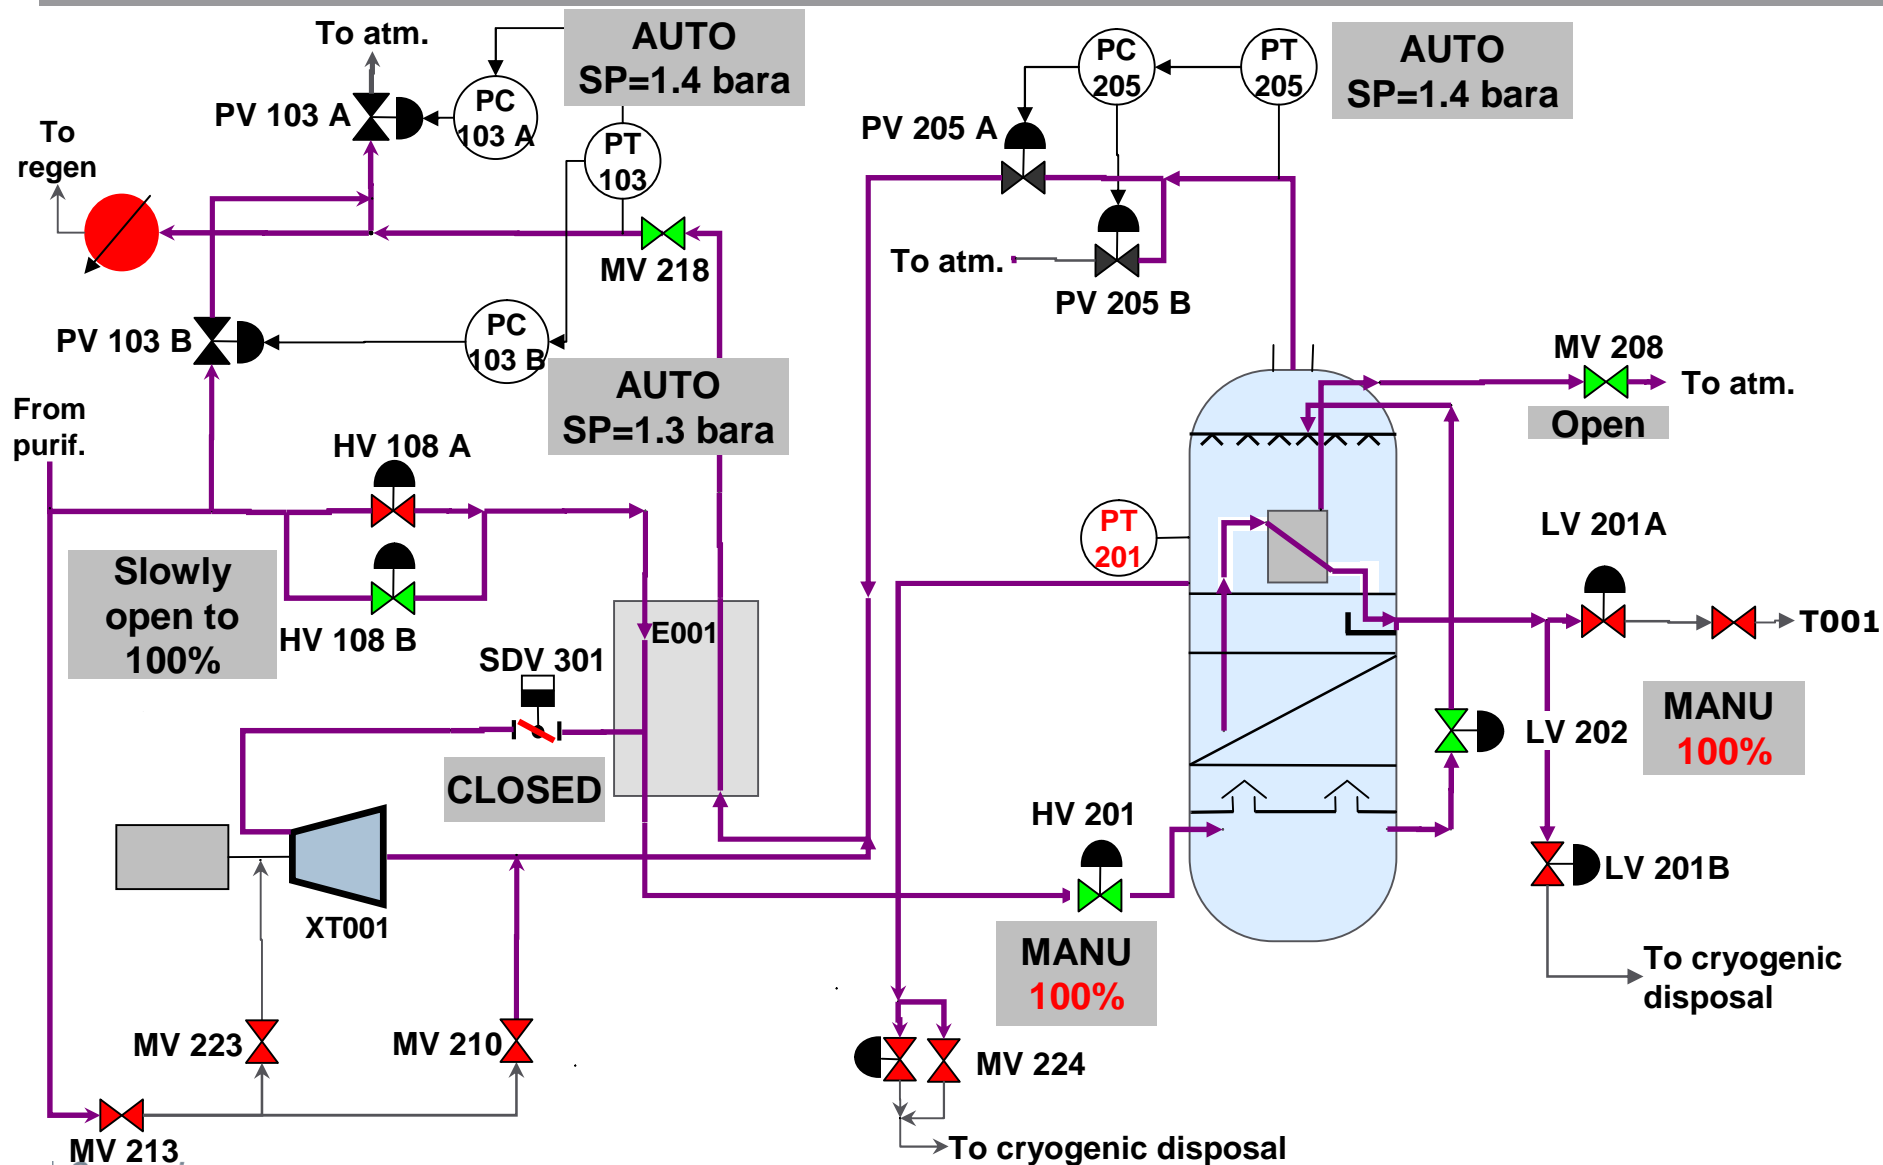 To atm.
AUTO
SP=1.4 bara
PC
205
PT
205
AUTO
SP=1.4 bara
PV 103 A
PC
103 A
PV 205 A
To
regen
PT
103
MV 218
To atm.
PV 205 B
PV 103 B
PC
103 B
AUTO
SP=1.3 bara
MV 208
To atm.
Open
From
purif.
HV 108 A
PT
201
LV 201A
Slowly
open to
100%
HV 108 B
E001
T001
SDV 301
CLOSED
LV 202
MANU
100%
HV 201
LV 201B
XT001
MANU
100%
To cryogenic
disposal
MV 223
MV 210
MV 224
MV 213
To cryogenic disposal